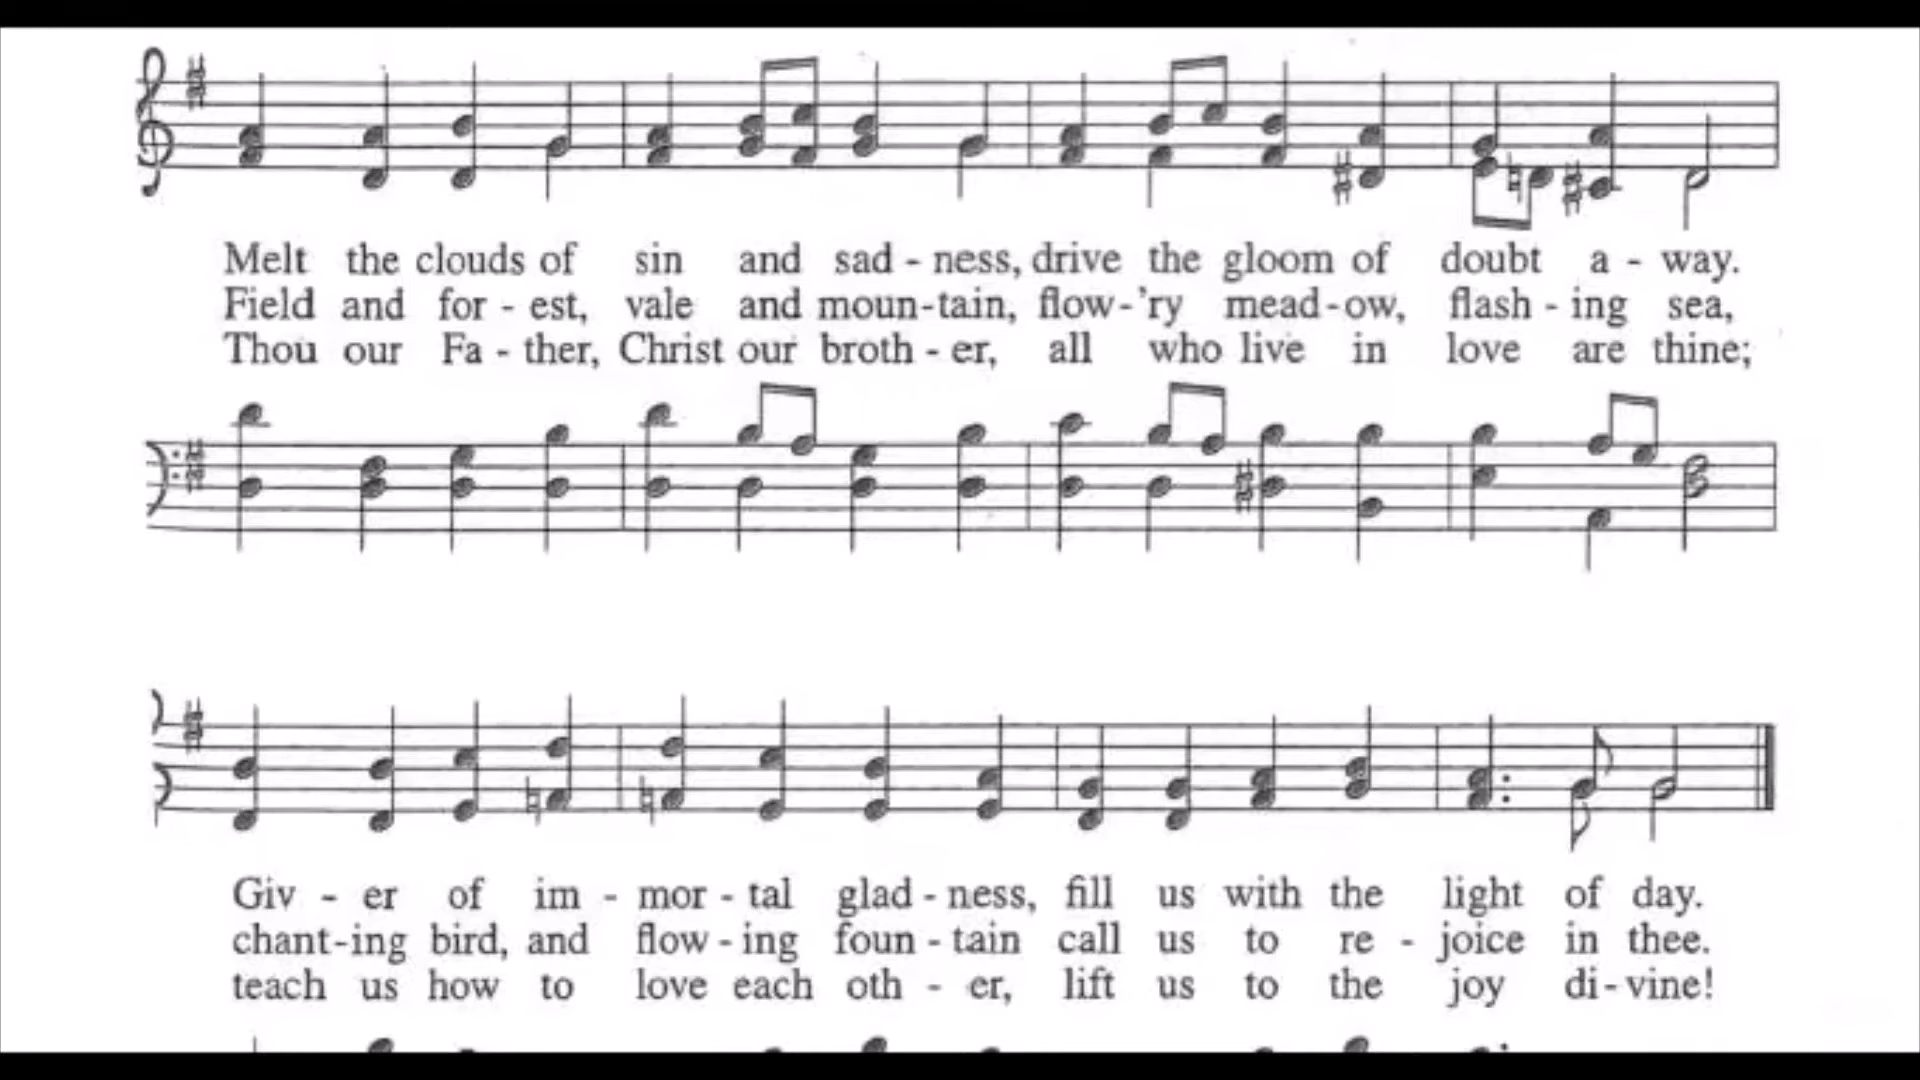 Melt the clouds of sin and sad - ness, drive the gloom of doubt a - way.
Field and for - est, vale and moun-tain, flow-'ry mead-ow, flash - ing sea,
Thou our Fa - ther, Christ our broth - er, all who live in love are thine;
Giv - er of im - mor - tal glad - ness, fill us with the light of day.
chant-ing bird, and flow - ing foun - tain call us to re - joice in thee.
teach us how to love each oth - er, lift us to the joy di - vine!